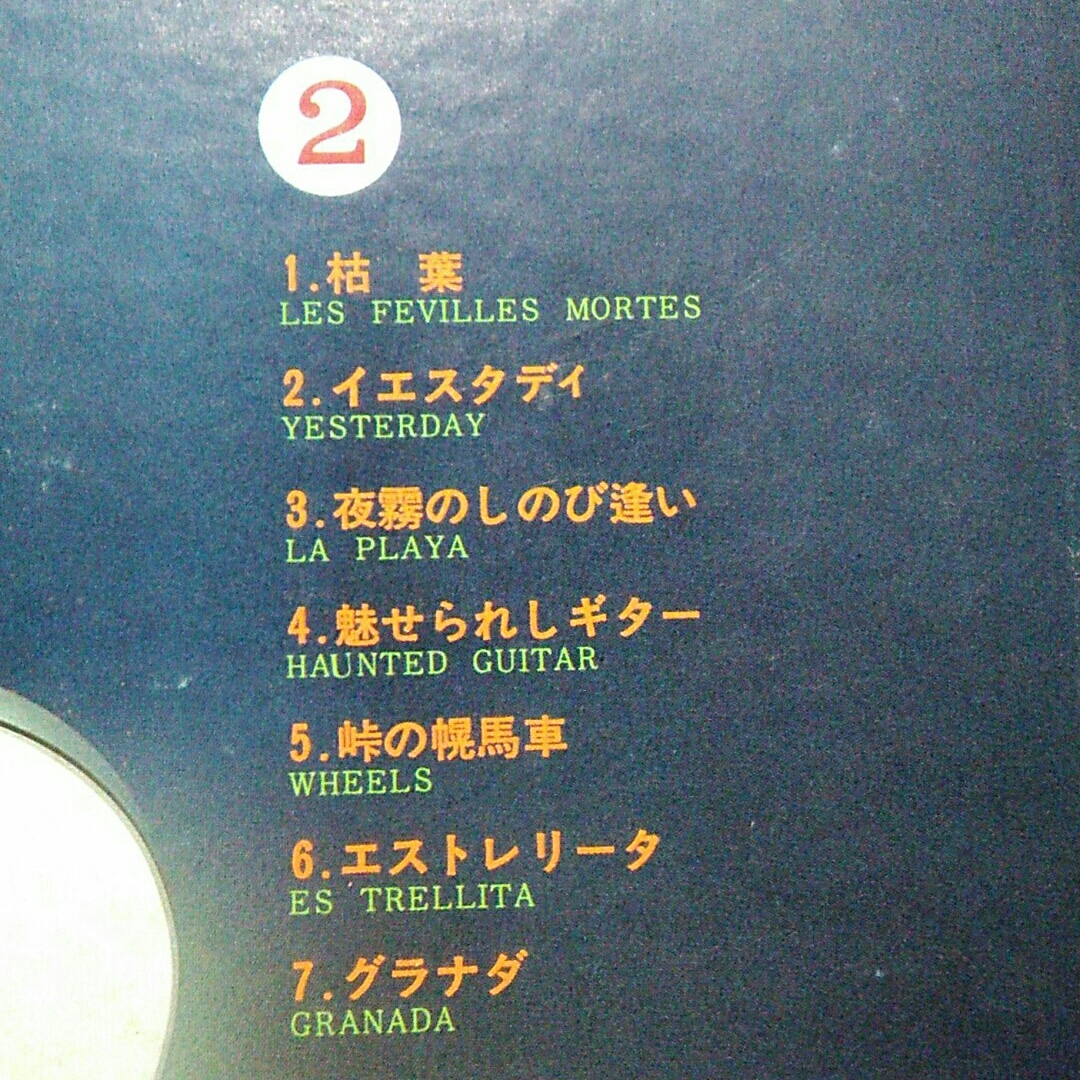 2
1.枯　葉
LES FEVILLES MORTES
2.イエスタデイ
YESTERDAY
3.夜霧のしのび逢い
LA PLAYA
4.魅せられしギター
HAUNTED GUITAR
5.峠の幌馬車
WHEELS
6.エストレリータ
ES TRELLITA
7.グラナダ
GRANADA